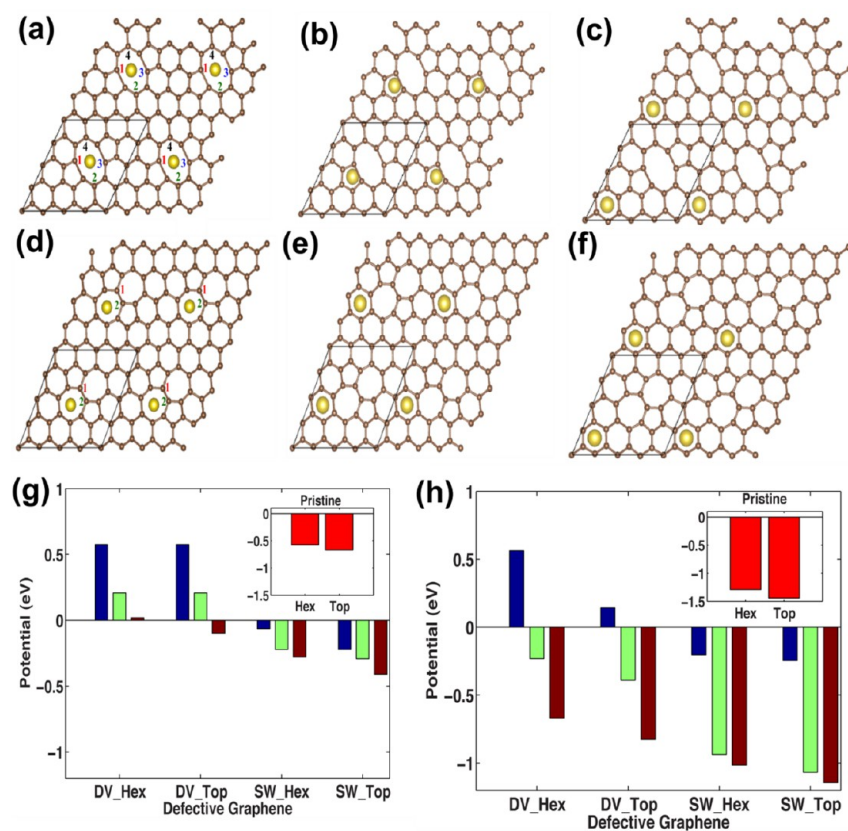 (a)
(b)
(c)
4
4
1
3
1
3
2
2
4
4
1
3
1
3
2
2
(d)
(e)
(f)
1
1
2
2
1
1
2
2
(g)
1
0.5
0
-0.5
-1
Potential (eV)
Pristine
0
-0.5
-1
-1.5
Hex Top
DV_Hex DV_Top SW_Hex SW_Top
Defective Graphene
(h)
1
0.5
0
-0.5
-1
Potential (eV)
Pristine
0
-0.5
-1
-1.5
Hex Top
DV_Hex DV_Top SW_Hex SW_Top
Defective Graphene